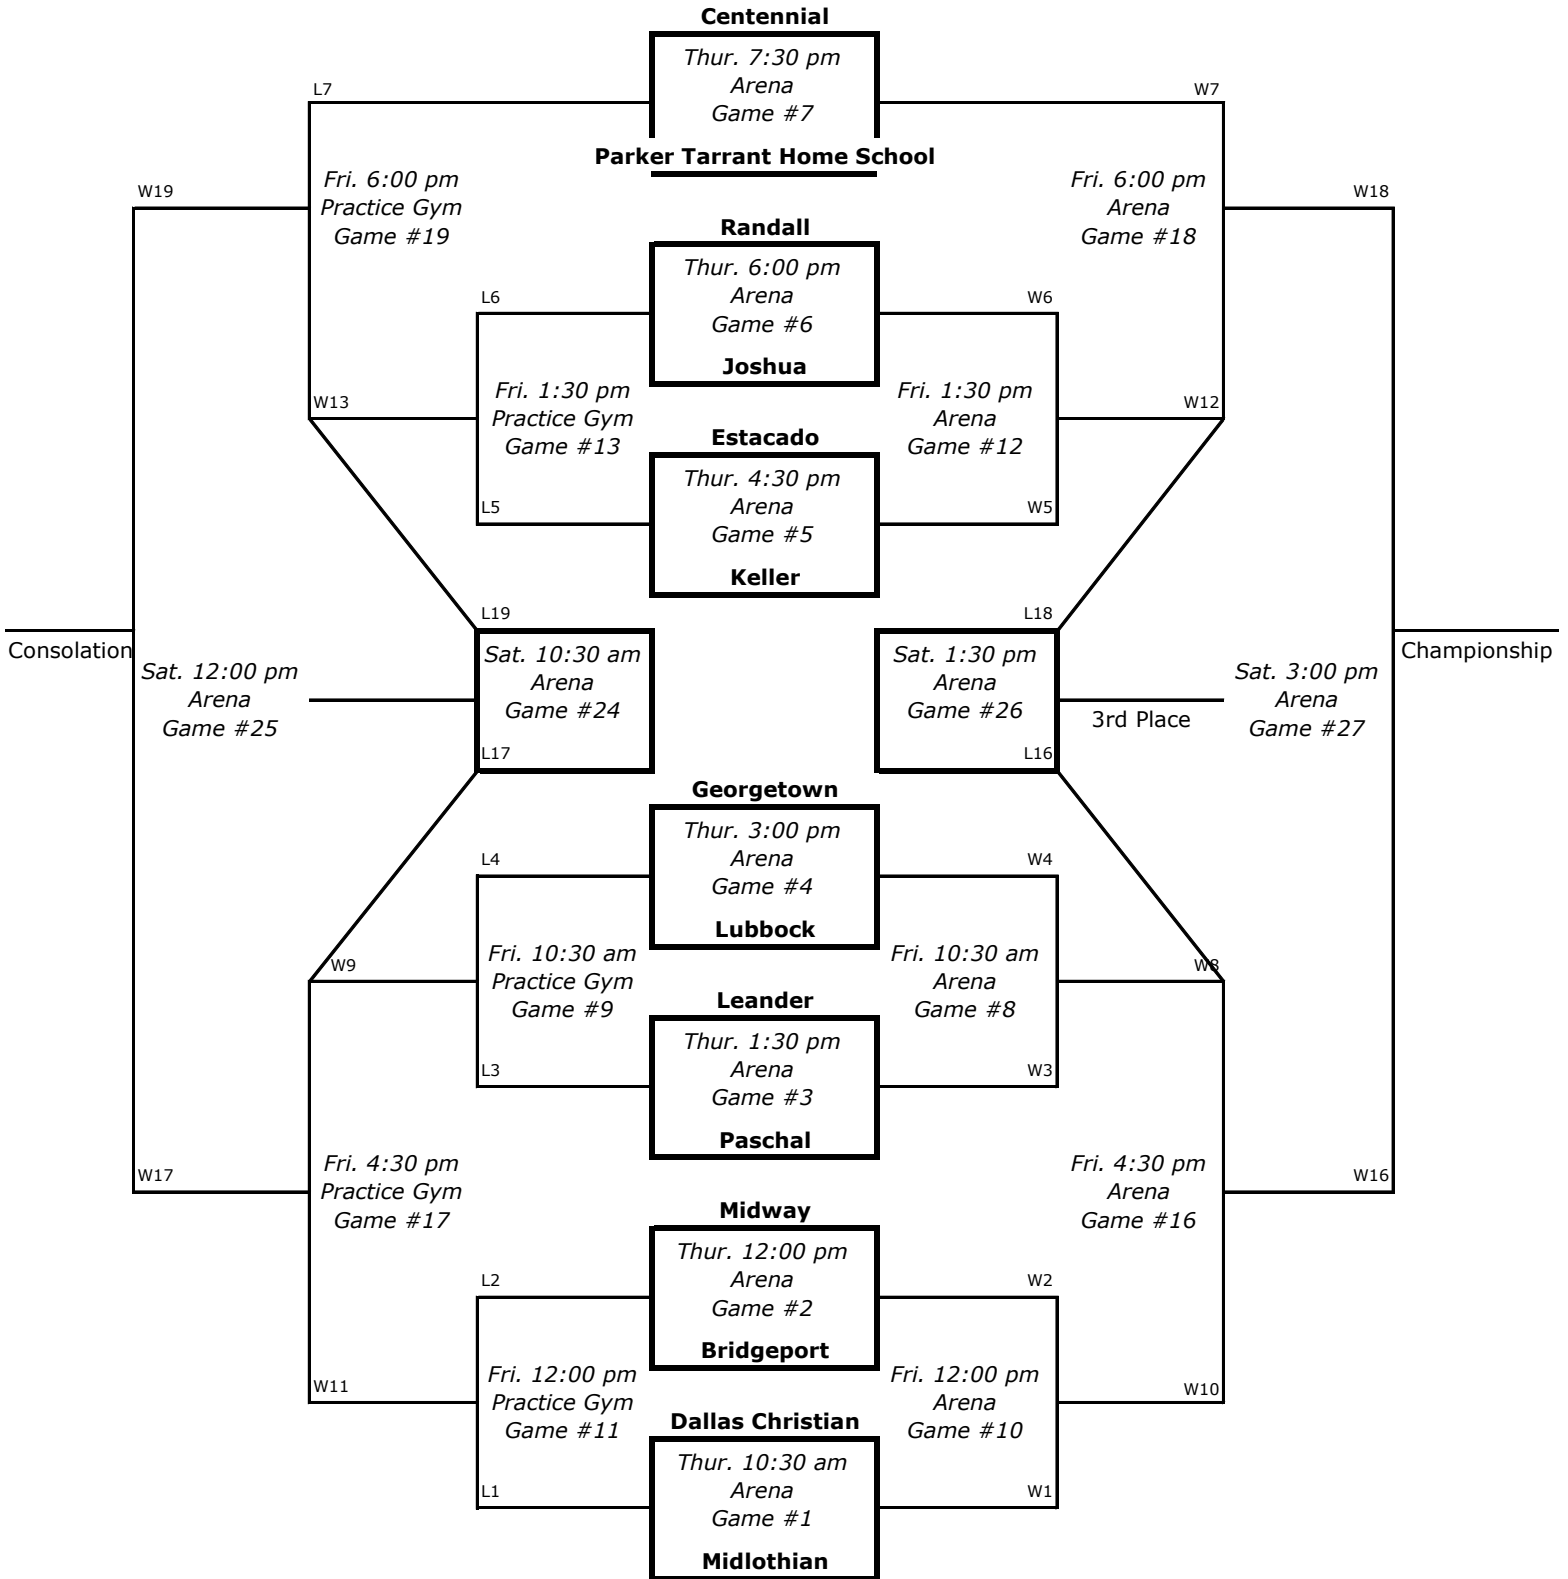 Centennial
Thur. 7:30 pm
Arena
Game #7
Parker Tarrant Home School
L7
W7
Fri. 6:00 pm
Practice Gym
Game #19
Fri. 6:00 pm
Arena
Game #18
W19
W18
Randall
Thur. 6:00 pm
Arena
Game #6
Joshua
L6
W6
Fri. 1:30 pm
Practice Gym
Game #13
Fri. 1:30 pm
Arena
Game #12
W13
W12
Estacado
Thur. 4:30 pm
Arena
Game #5
Keller
L5
W5
L19
L18
Consolation
Sat. 12:00 pm
Arena
Game #25
Sat. 10:30 am
Arena
Game #24
Sat. 1:30 pm
Arena
Game #26
3rd Place
Sat. 3:00 pm
Arena
Game #27
Championship
L17
L16
Georgetown
Thur. 3:00 pm
Arena
Game #4
Lubbock
L4
W4
Fri. 10:30 am
Practice Gym
Game #9
Fri. 10:30 am
Arena
Game #8
W9
W8
Leander
Thur. 1:30 pm
Arena
Game #3
Paschal
L3
W3
Fri. 4:30 pm
Practice Gym
Game #17
Fri. 4:30 pm
Arena
Game #16
W17
W16
Midway
Thur. 12:00 pm
Arena
Game #2
Bridgeport
L2
W2
Fri. 12:00 pm
Practice Gym
Game #11
Fri. 12:00 pm
Arena
Game #10
W11
W10
Dallas Christian
Thur. 10:30 am
Arena
Game #1
Midlothian
L1
W1